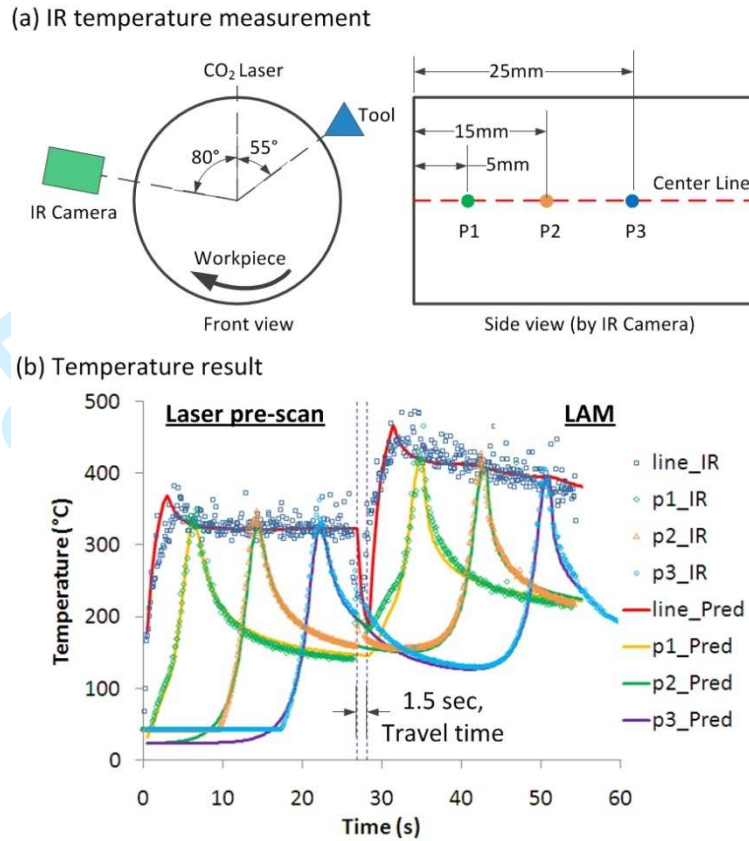 (a) IR temperature measurement
CO₂ Laser
Tool
80°
55°
IR Camera
Workpiece
Front view
25mm
15mm
5mm
Center Line
P1
P2
P3
Side view (by IR Camera)
(b) Temperature result
Laser pre-scan
LAM
Temperature (°C)
500
400
300
200
100
0
0
10
20
30
40
50
60
Time (s)
1.5 sec,
Travel time
line_IR
p1_IR
p2_IR
p3_IR
line_Pred
p1_Pred
p2_Pred
p3_Pred